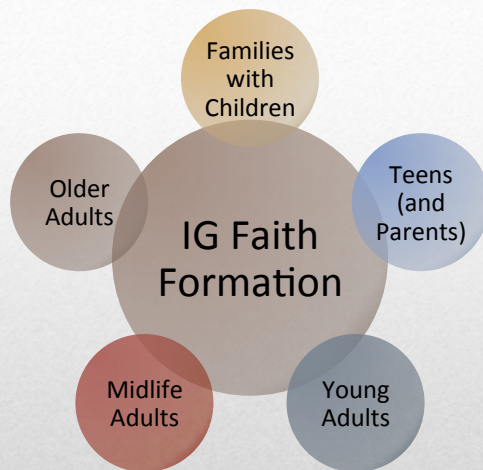 Families
with
Children
Older
Adults
Teens
(and
Parents)
IG Faith
Formation
Midlife
Adults
Young
Adults